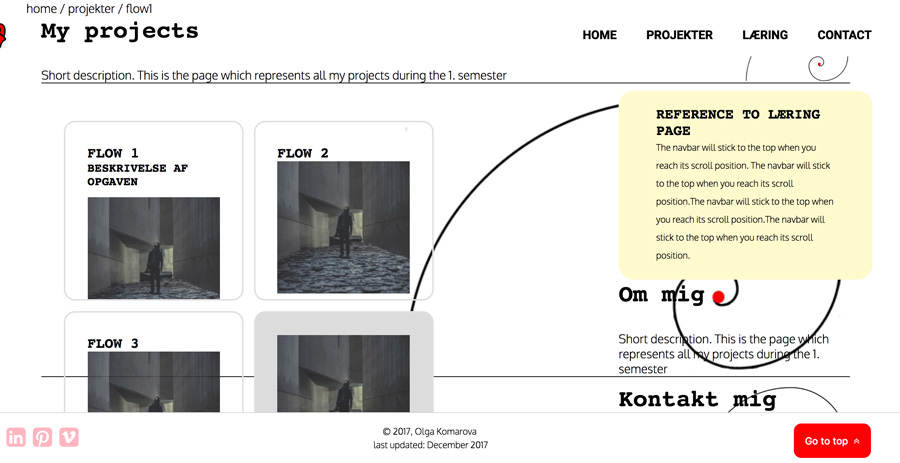 home / projekter / flow1
My projects
HOME PROJEKTER LÆRING CONTACT
Short description. This is the page which represents all my projects during the 1. semester
FLOW 1
BESKRIVELSE AF
OPGAVEN
FLOW 2
FLOW 3
REFERENCE TO LÆRING
PAGE
The navbar will stick to the top when you
reach its scroll position. The navbar will stick
to the top when you reach its scroll
position.The navbar will stick to the top when
you reach its scroll position.The navbar will
stick to the top when you reach its scroll
position.
Om mig
Short description. This is the page which
represents all my projects during the 1.
semester
Kontakt mig
© 2017, Olga Komarova
last updated: December 2017
Go to top